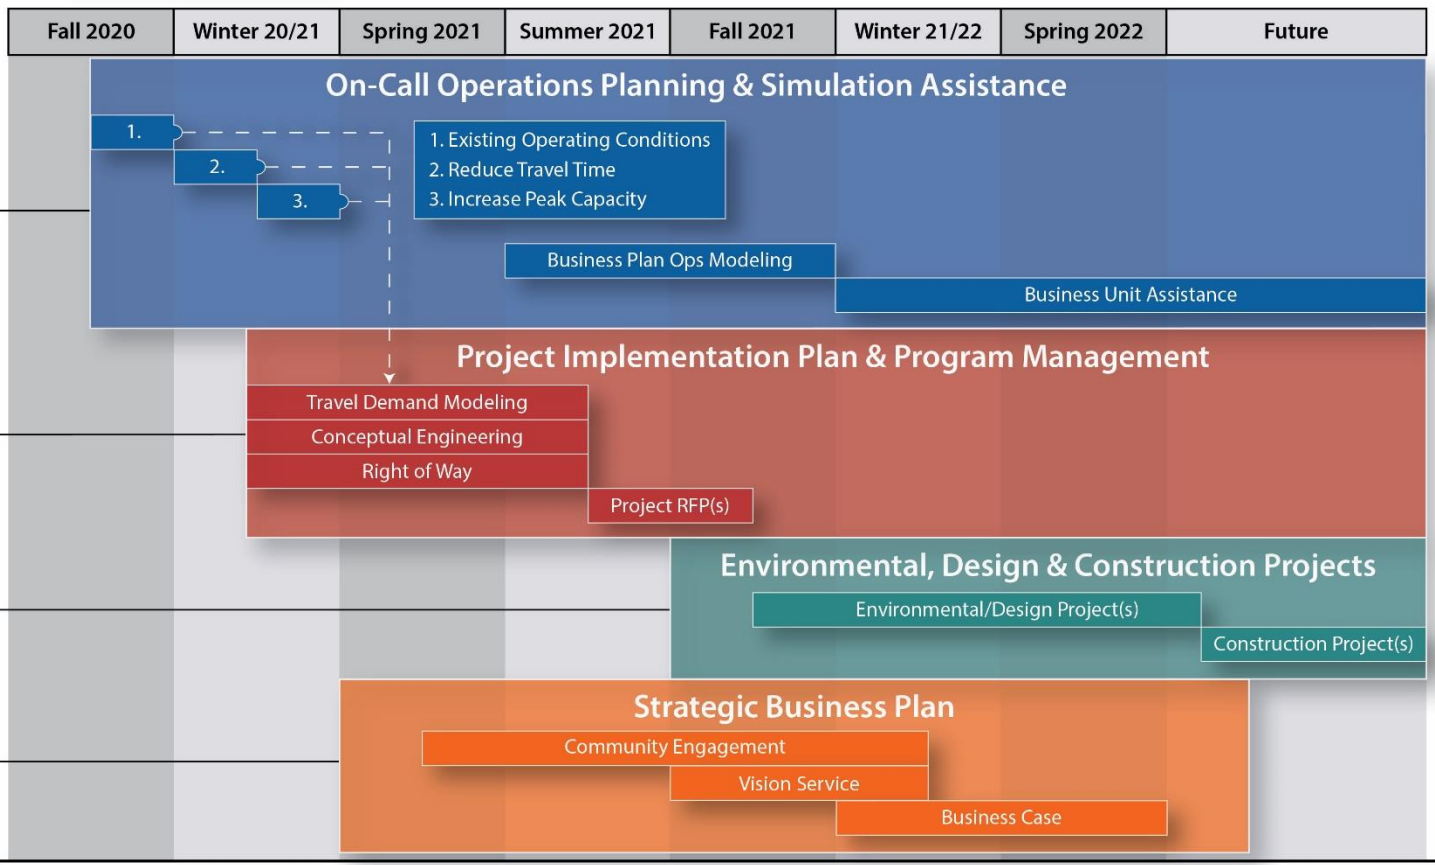 Fall 2020
Winter 20/21
Spring 2021
Summer 2021
Fall 2021
Winter 21/22
Spring 2022
Future
On-Call Operations Planning & Simulation Assistance
1.
2.
3.
1. Existing Operating Conditions
2. Reduce Travel Time
3. Increase Peak Capacity
Business Plan Ops Modeling
Business Unit Assistance
Project Implementation Plan & Program Management
Travel Demand Modeling
Conceptual Engineering
Right of Way
Project RFP(s)
Environmental, Design & Construction Projects
Environmental/Design Project(s)
Construction Project(s)
Strategic Business Plan
Community Engagement
Vision Service
Business Case